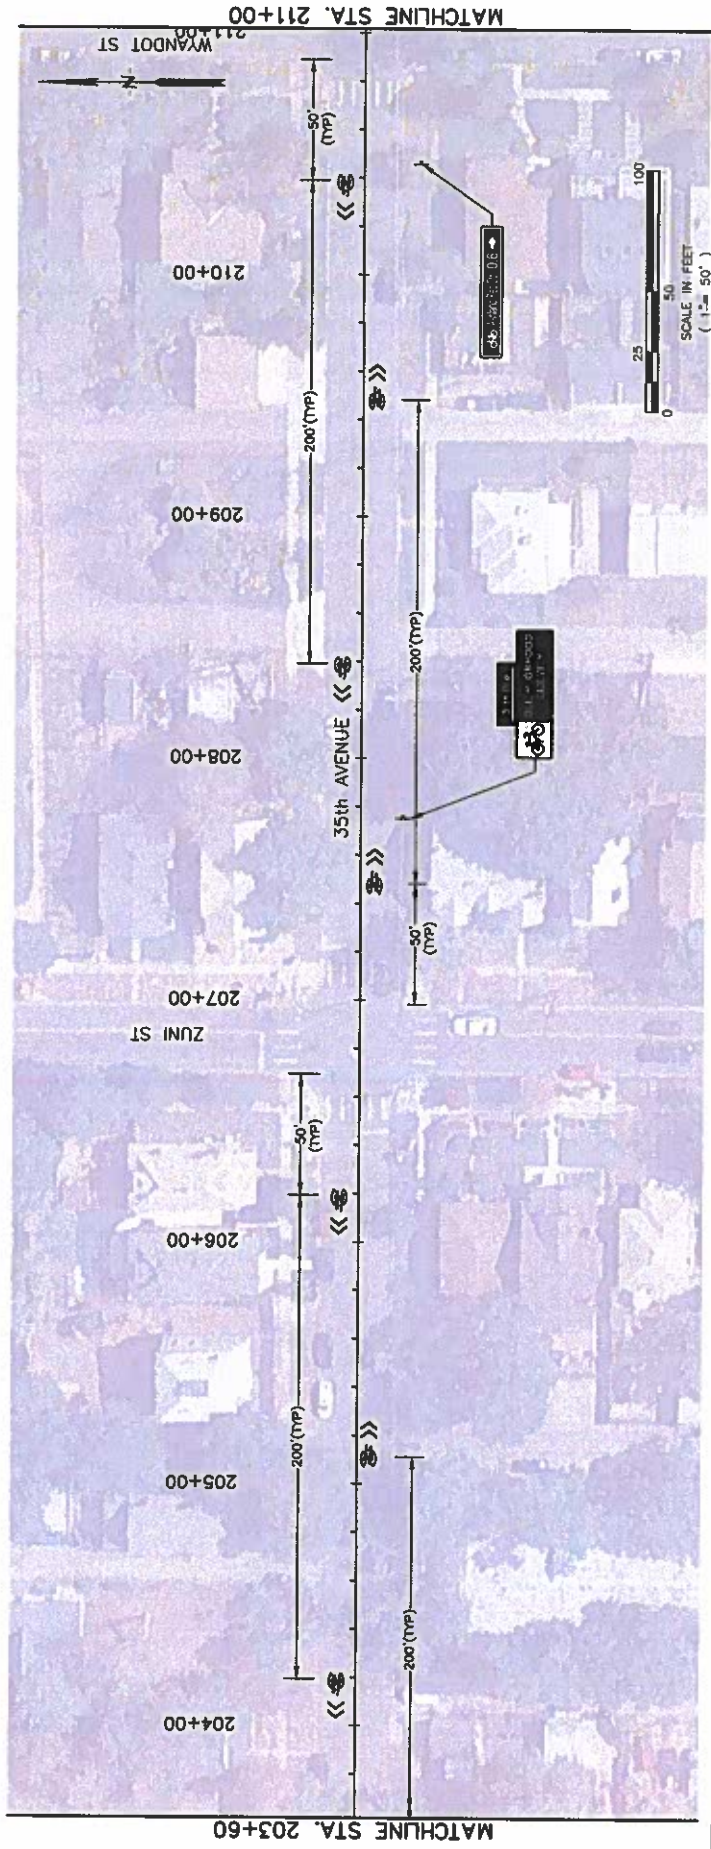 MATCHLINE STA. 211+00
211+00
WYANDOT ST
N
50'
(TYP)
210+00
200'(TYP)
100
50
25
0
SCALE IN FEET
( 1"= 50' )
209+00
200'(TYP)
208+00
35th AVENUE
50'
(TYP)
207+00
ZUNI ST
50'
(TYP)
206+00
200'(TYP)
205+00
200'(TYP)
204+00
MATCHLINE STA. 203+60